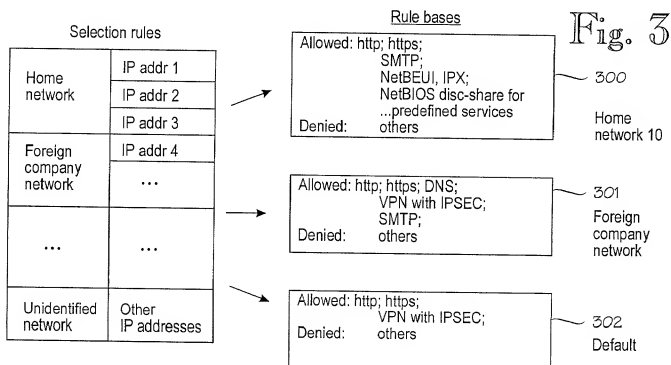 Fig. 3
Selection rules
Home
network
IP addr 1
IP addr 2
IP addr 3
Foreign
company
network
IP addr 4
...
...
...
Unidentified
network
Other
IP addresses
Rule bases
Allowed: http; https;
SMTP;
NetBEUI, IPX;
NetBIOS disc-share for
...predefined services
Denied: others
300
Home
network 10
Allowed: http; https; DNS;
VPN with IPSEC;
SMTP;
Denied: others
301
Foreign
company
network
Allowed: http; https;
VPN with IPSEC;
Denied: others
302
Default